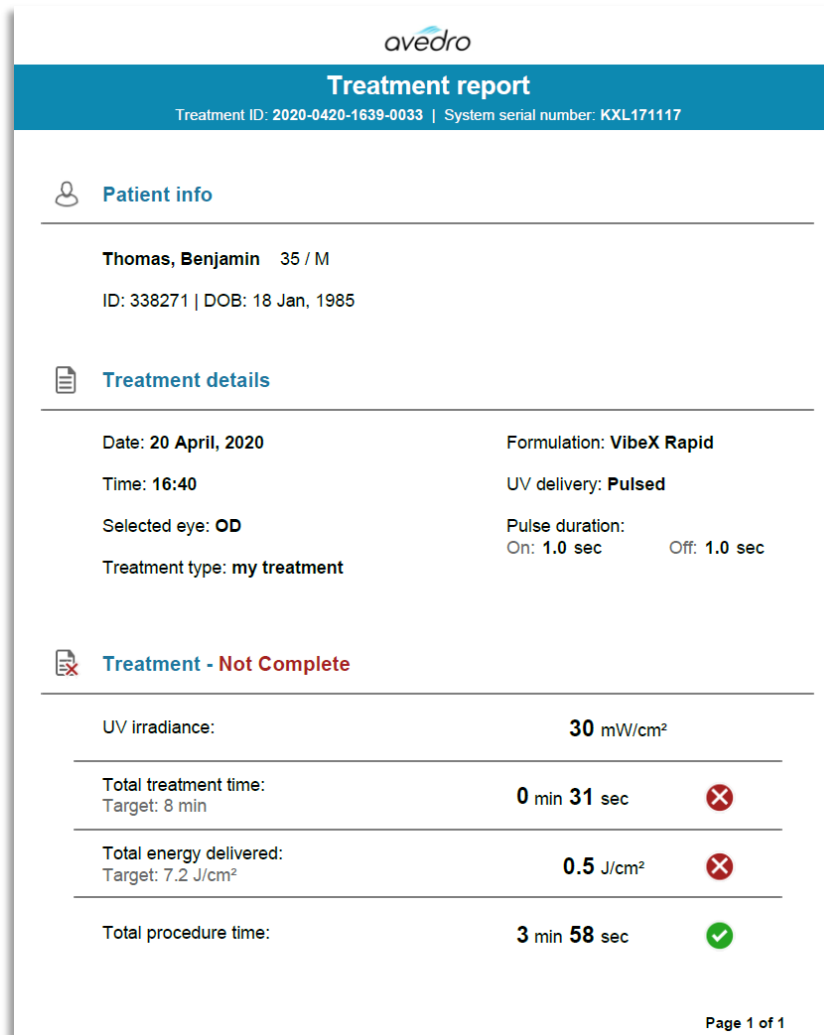 avedro
Treatment report
Treatment ID: 2020-0420-1639-0033 | System serial number: KXL171117
Patient info
Thomas, Benjamin 35 / M
ID: 338271 | DOB: 18 Jan, 1985
Treatment details
Date: 20 April, 2020
Time: 16:40
Selected eye: OD
Treatment type: my treatment
Formulation: VibeX Rapid
UV delivery: Pulsed
Pulse duration:
On: 1.0 sec Off: 1.0 sec
Treatment - Not Complete
UV irradiance: 30 mW/cm²
Total treatment time:
Target: 8 min
0 min 31 sec
Total energy delivered:
Target: 7.2 J/cm²
0.5 J/cm²
Total procedure time: 3 min 58 sec
Page 1 of 1